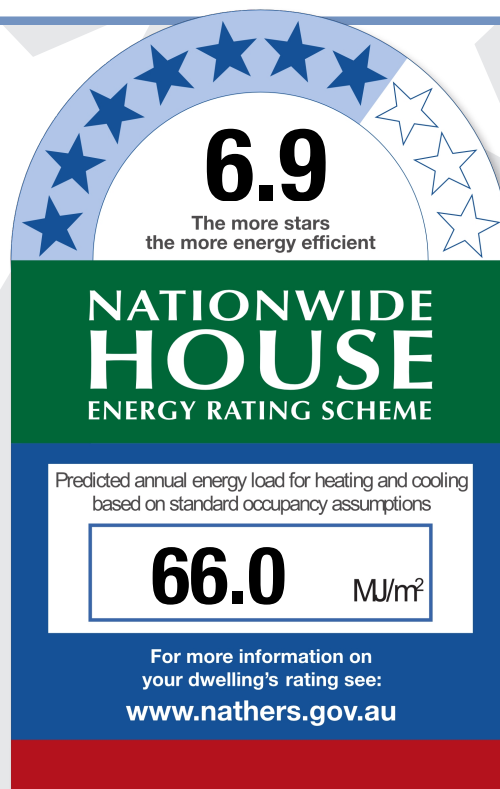 6.9
The more stars
the more energy efficient
NATIONWIDE
HOUSE
ENERGY RATING SCHEME
Predicted annual energy load for heating and cooling
based on standard occupancy assumptions
66.0 MJ/m²
For more information on
your dwelling's rating see:
www.nathers.gov.au